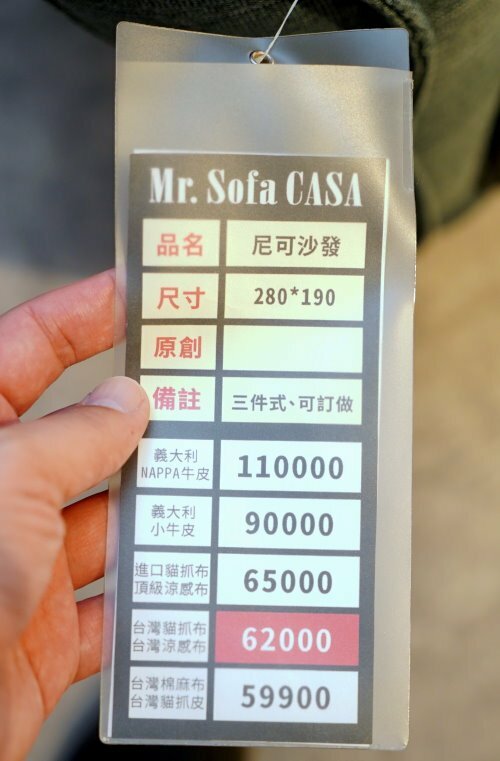 Mr. Sofa CASA
品名 尼可沙發
尺寸 280*190
原創
備註 三件式、可訂做
義大利
NAPPA牛皮 110000
義大利
小牛皮 90000
進口貓抓布
頂級涼感布 65000
台灣貓抓布
台灣涼感布 62000
台灣棉麻布
台灣貓抓皮 59900